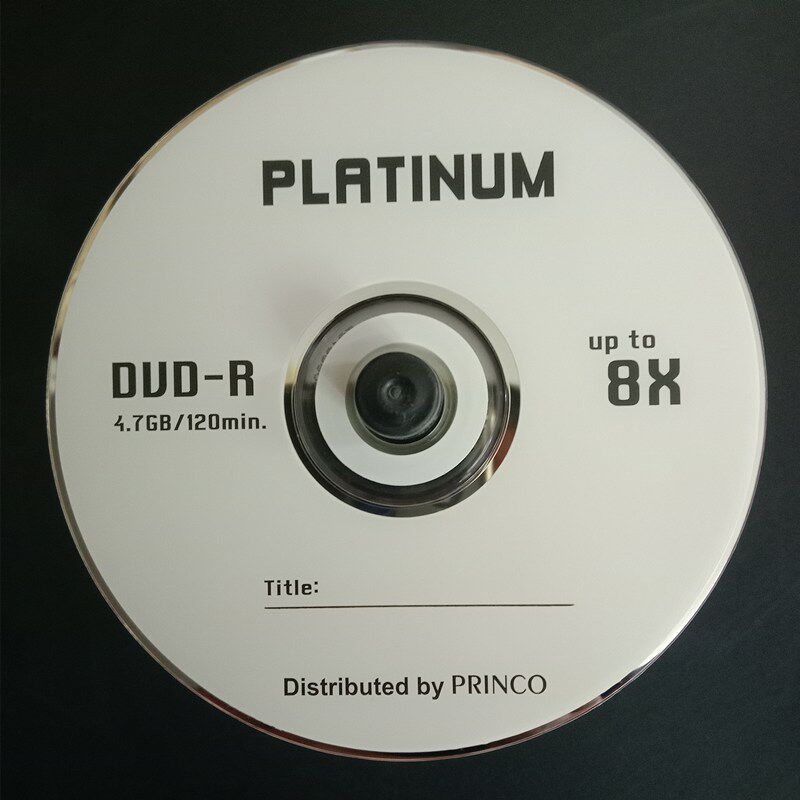 PLATINUM
DVD-R
4.7GB/120min.
up to
8X
Title:
Distributed by PRINCO